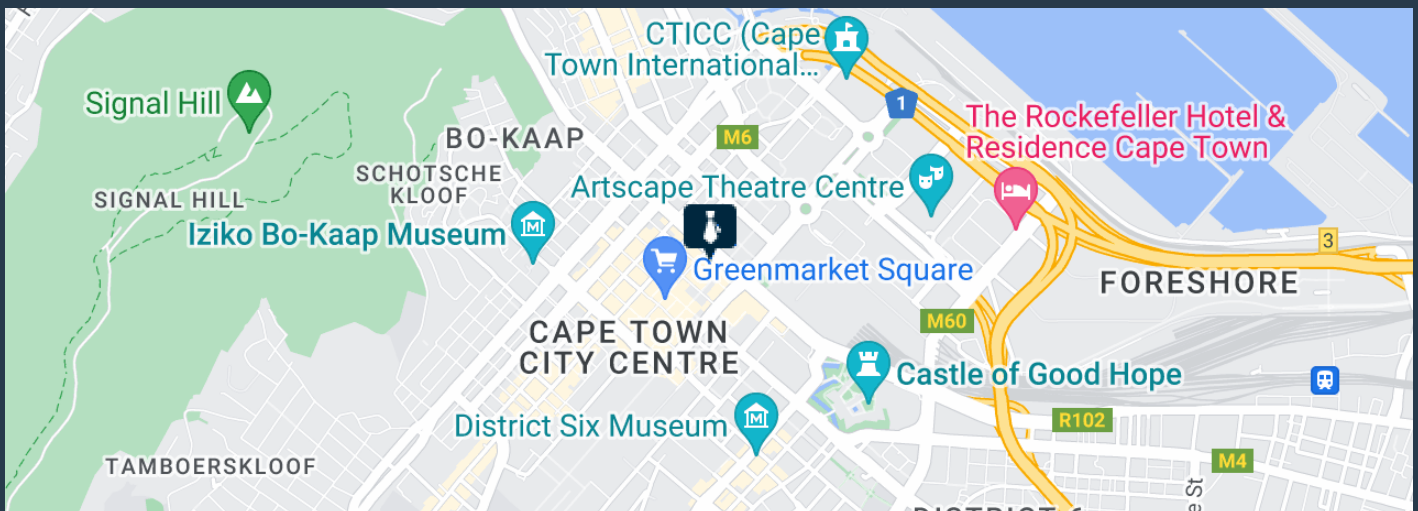 CTICC (Cape
Town International...
Signal Hill
1
The Rockefeller Hotel &
Residence Cape Town
BO-KAAP
M6
SCHOTSCHE
KLOOF
Artscape Theatre Centre
SIGNAL HILL
Iziko Bo-Kaap Museum
3
Greenmarket Square
FORESHORE
M60
CAPE TOWN
CITY CENTRE
Castle of Good Hope
District Six Museum
R102
M4
TAMBOERSKLOOF
e St